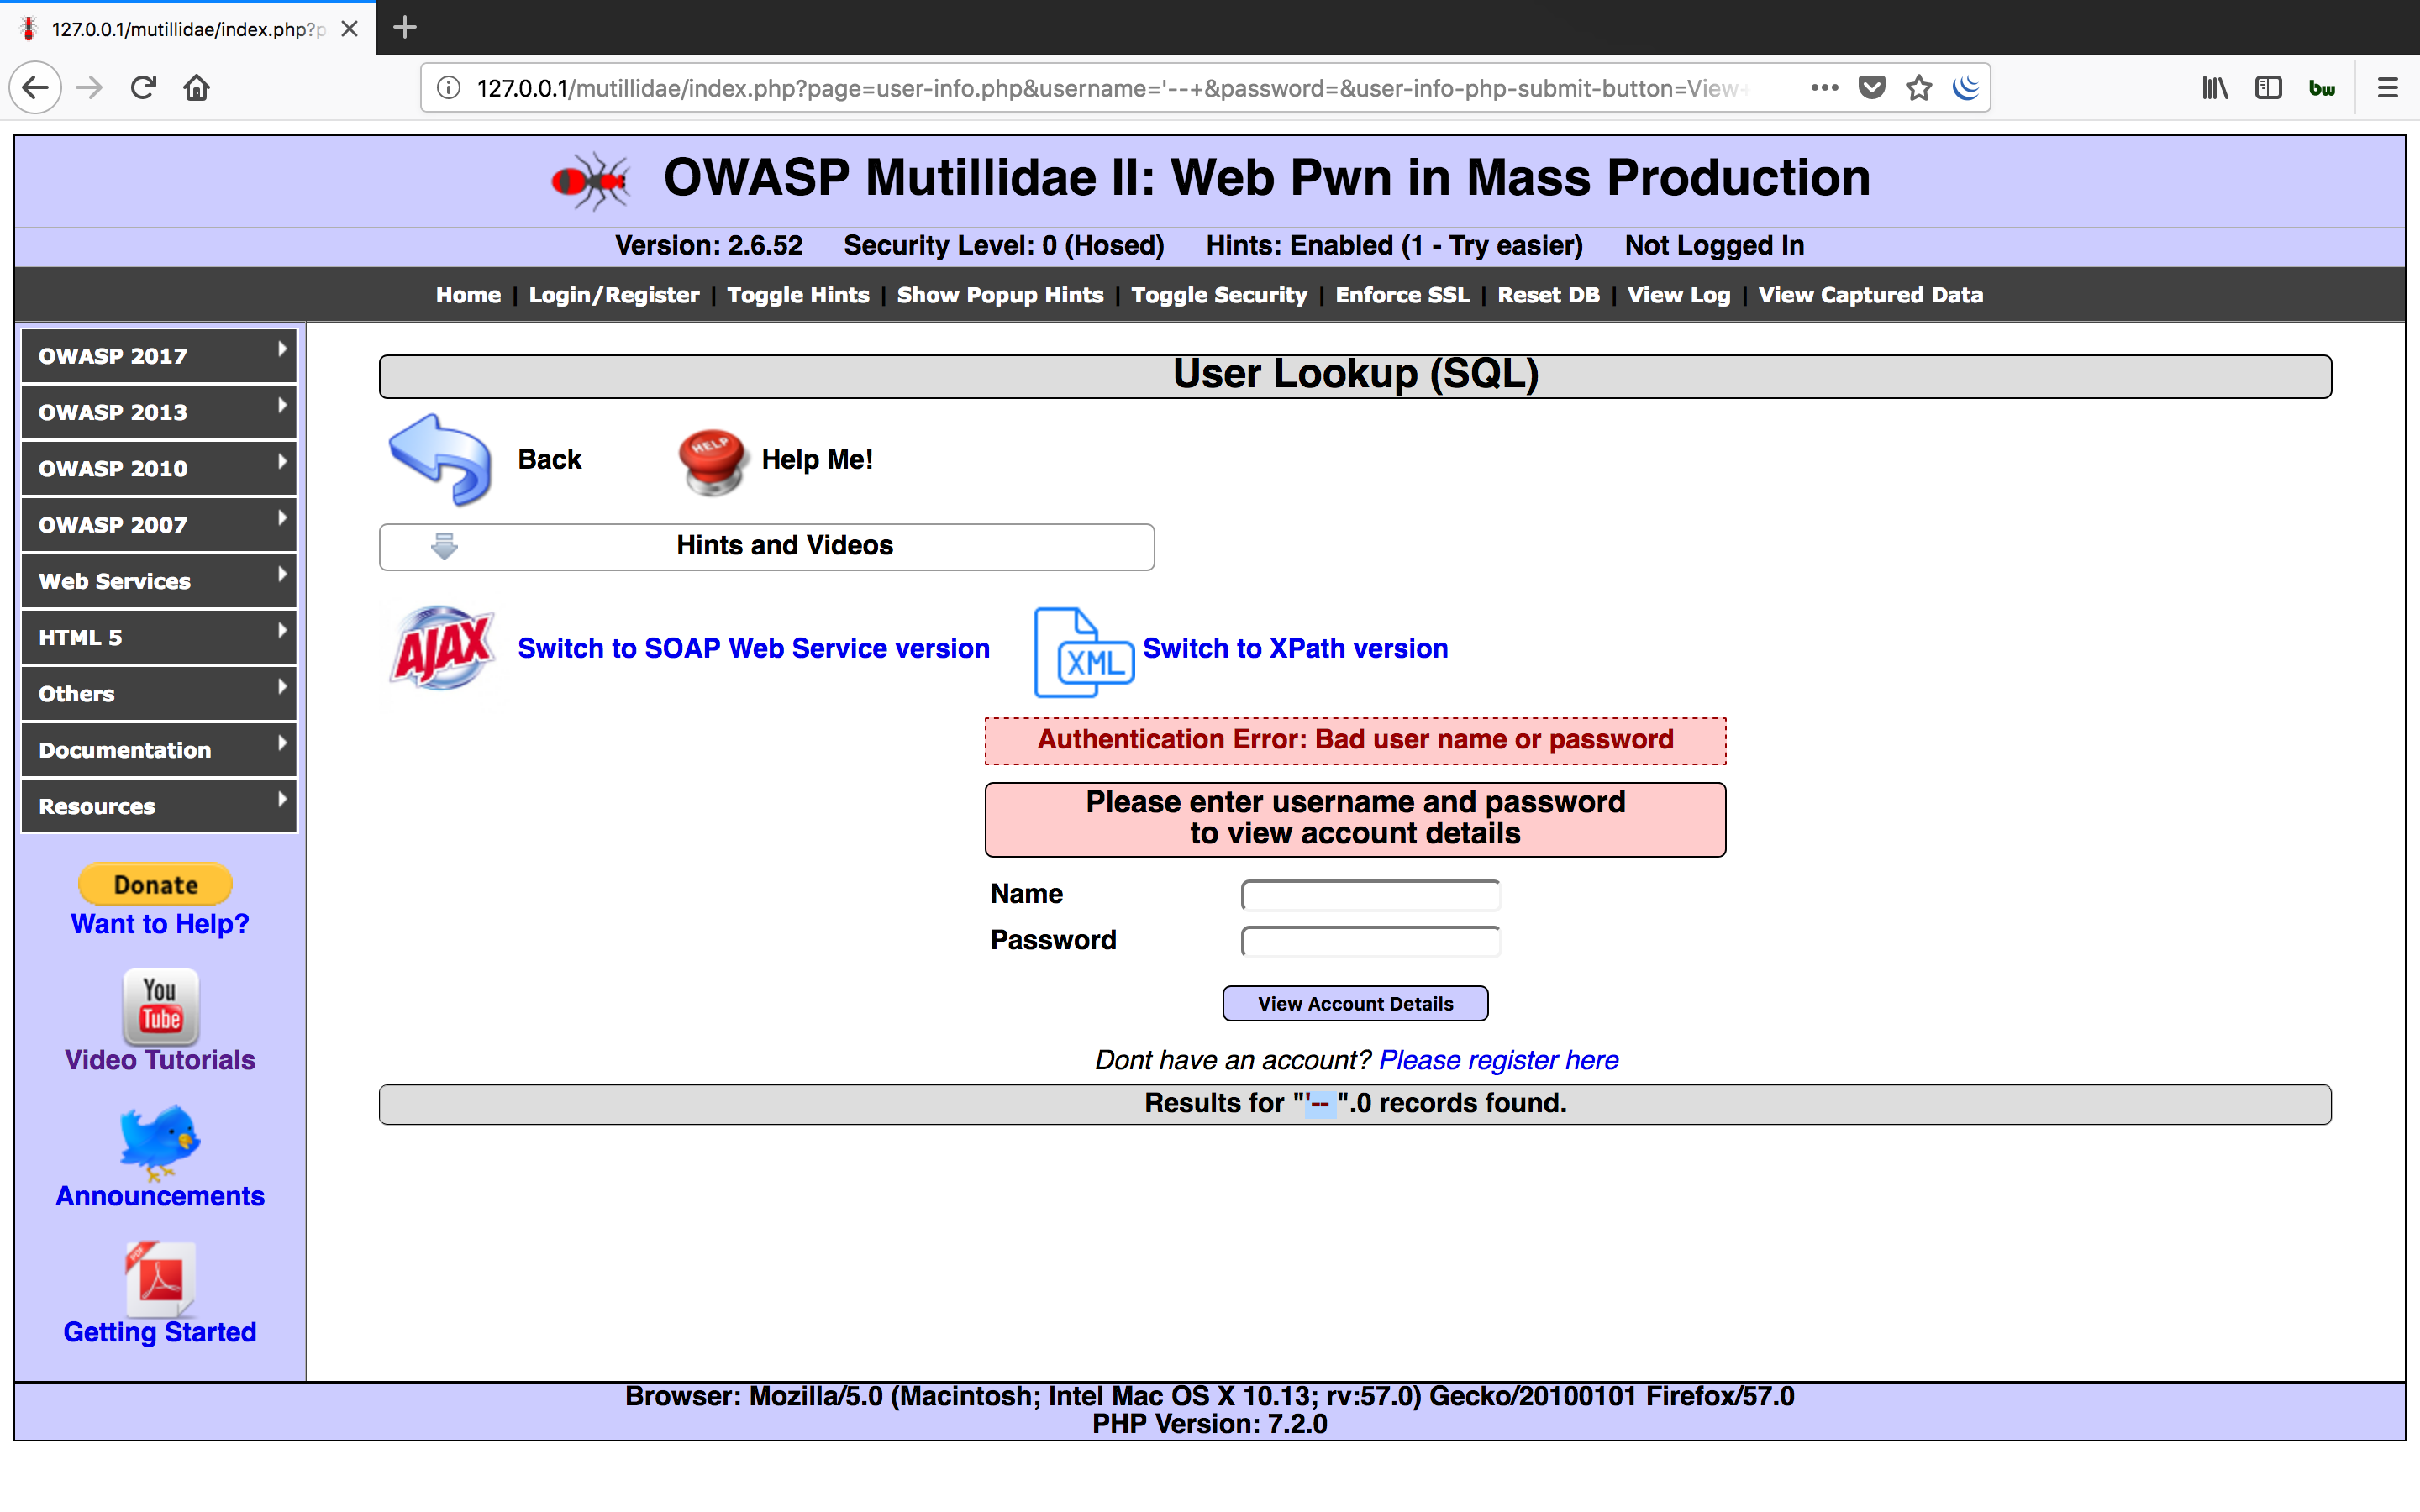 127.0.0.1/mutillidae/index.php?p
127.0.0.1/mutillidae/index.php?page=user-info.php&username='--+&password=&user-info-php-submit-button=View+
bw
OWASP Mutillidae II: Web Pwn in Mass Production
Version: 2.6.52 Security Level: 0 (Hosed) Hints: Enabled (1 - Try easier) Not Logged In
Home | Login/Register | Toggle Hints | Show Popup Hints | Toggle Security | Enforce SSL | Reset DB | View Log | View Captured Data
OWASP 2017
OWASP 2013
OWASP 2010
OWASP 2007
Web Services
HTML 5
Others
Documentation
Resources
Donate
Want to Help?
You
Tube
Video Tutorials
Announcements
PDF
Getting Started
User Lookup (SQL)
Back
HELP
Help Me!
Hints and Videos
AJAX
Switch to SOAP Web Service version
XML
Switch to XPath version
Authentication Error: Bad user name or password
Please enter username and password
to view account details
Name
Password
View Account Details
Dont have an account? Please register here
Results for "'-- ".0 records found.
Browser: Mozilla/5.0 (Macintosh; Intel Mac OS X 10.13; rv:57.0) Gecko/20100101 Firefox/57.0
PHP Version: 7.2.0